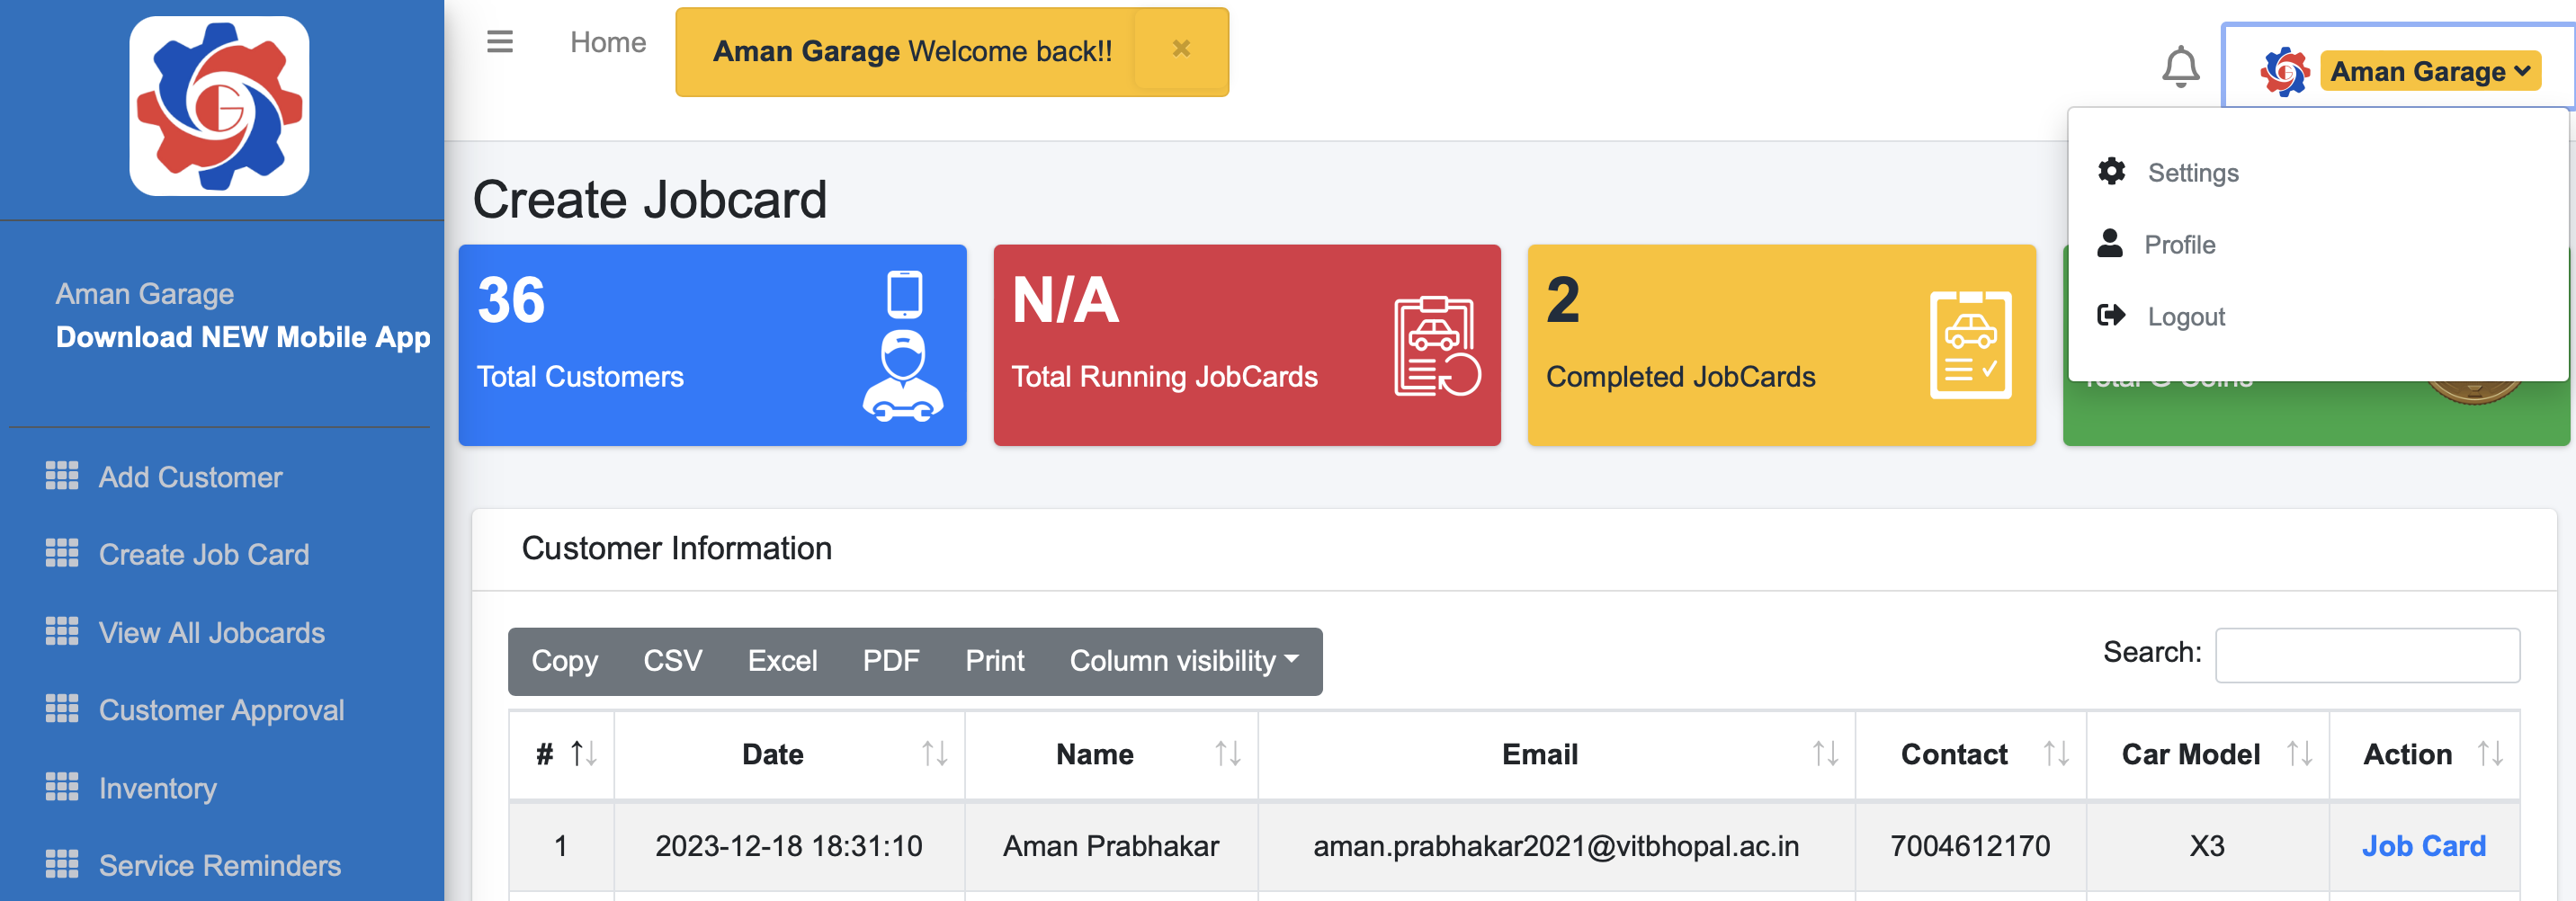 Home
Aman Garage Welcome back!! ×
Aman Garage
Settings
Profile
Logout
Aman Garage
Download NEW Mobile App
Add Customer
Create Job Card
View All Jobcards
Customer Approval
Inventory
Service Reminders
Create Jobcard
36
Total Customers
N/A
Total Running JobCards
2
Completed JobCards
Total G Coins
Customer Information
Copy CSV Excel PDF Print Column visibility
Search:
# Date Name Email Contact Car Model Action
1 2023-12-18 18:31:10 Aman Prabhakar aman.prabhakar2021@vitbhopal.ac.in 7004612170 X3 Job Card